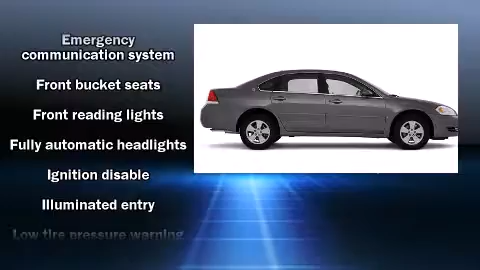 Emergency
communication system
Front bucket seats
Front reading lights
Fully automatic headlights
Ignition disable
Illuminated entry
Low tire pressure warning